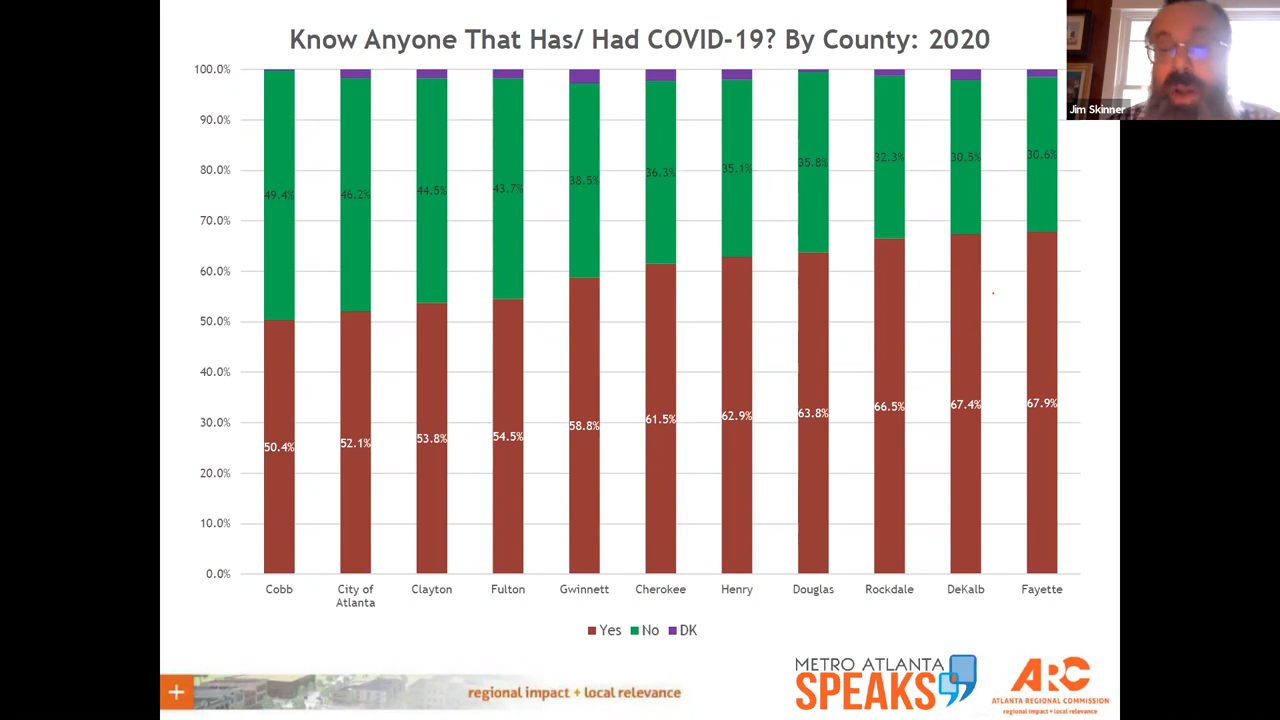 Know Anyone That Has/ Had COVID-19? By County: 2020
Jim Skinner
100.0%
90.0%
80.0%
70.0%
60.0%
50.0%
40.0%
30.0%
20.0%
10.0%
0.0%
49.4% 46.2% 44.5% 43.7% 38.5% 36.3% 35.1% 35.8% 32.3% 30.5% 30.6%
50.4% 52.1% 53.8% 54.5% 58.8% 61.5% 62.9% 63.8% 66.5% 67.4% 67.9%
Cobb City of Clayton Fulton Gwinnett Cherokee Henry Douglas Rockdale DeKalb Fayette
Atlanta
Yes No DK
regional impact + local relevance
METRO ATLANTA
SPEAKS
ARC
ATLANTA REGIONAL COMMISSION
regional impact + local relevance